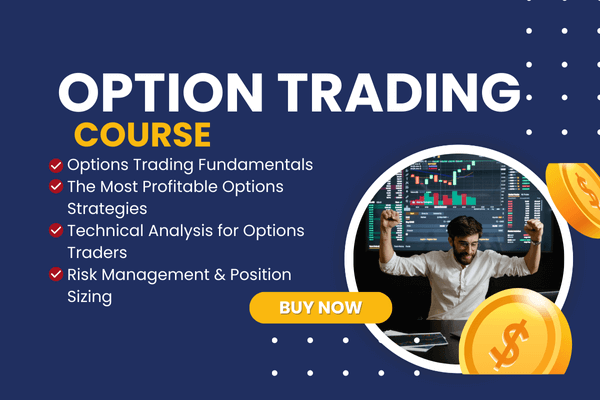 OPTION TRADING
COURSE
Options Trading Fundamentals
The Most Profitable Options
Strategies
Technical Analysis for Options
Traders
Risk Management & Position
Sizing
BUY NOW